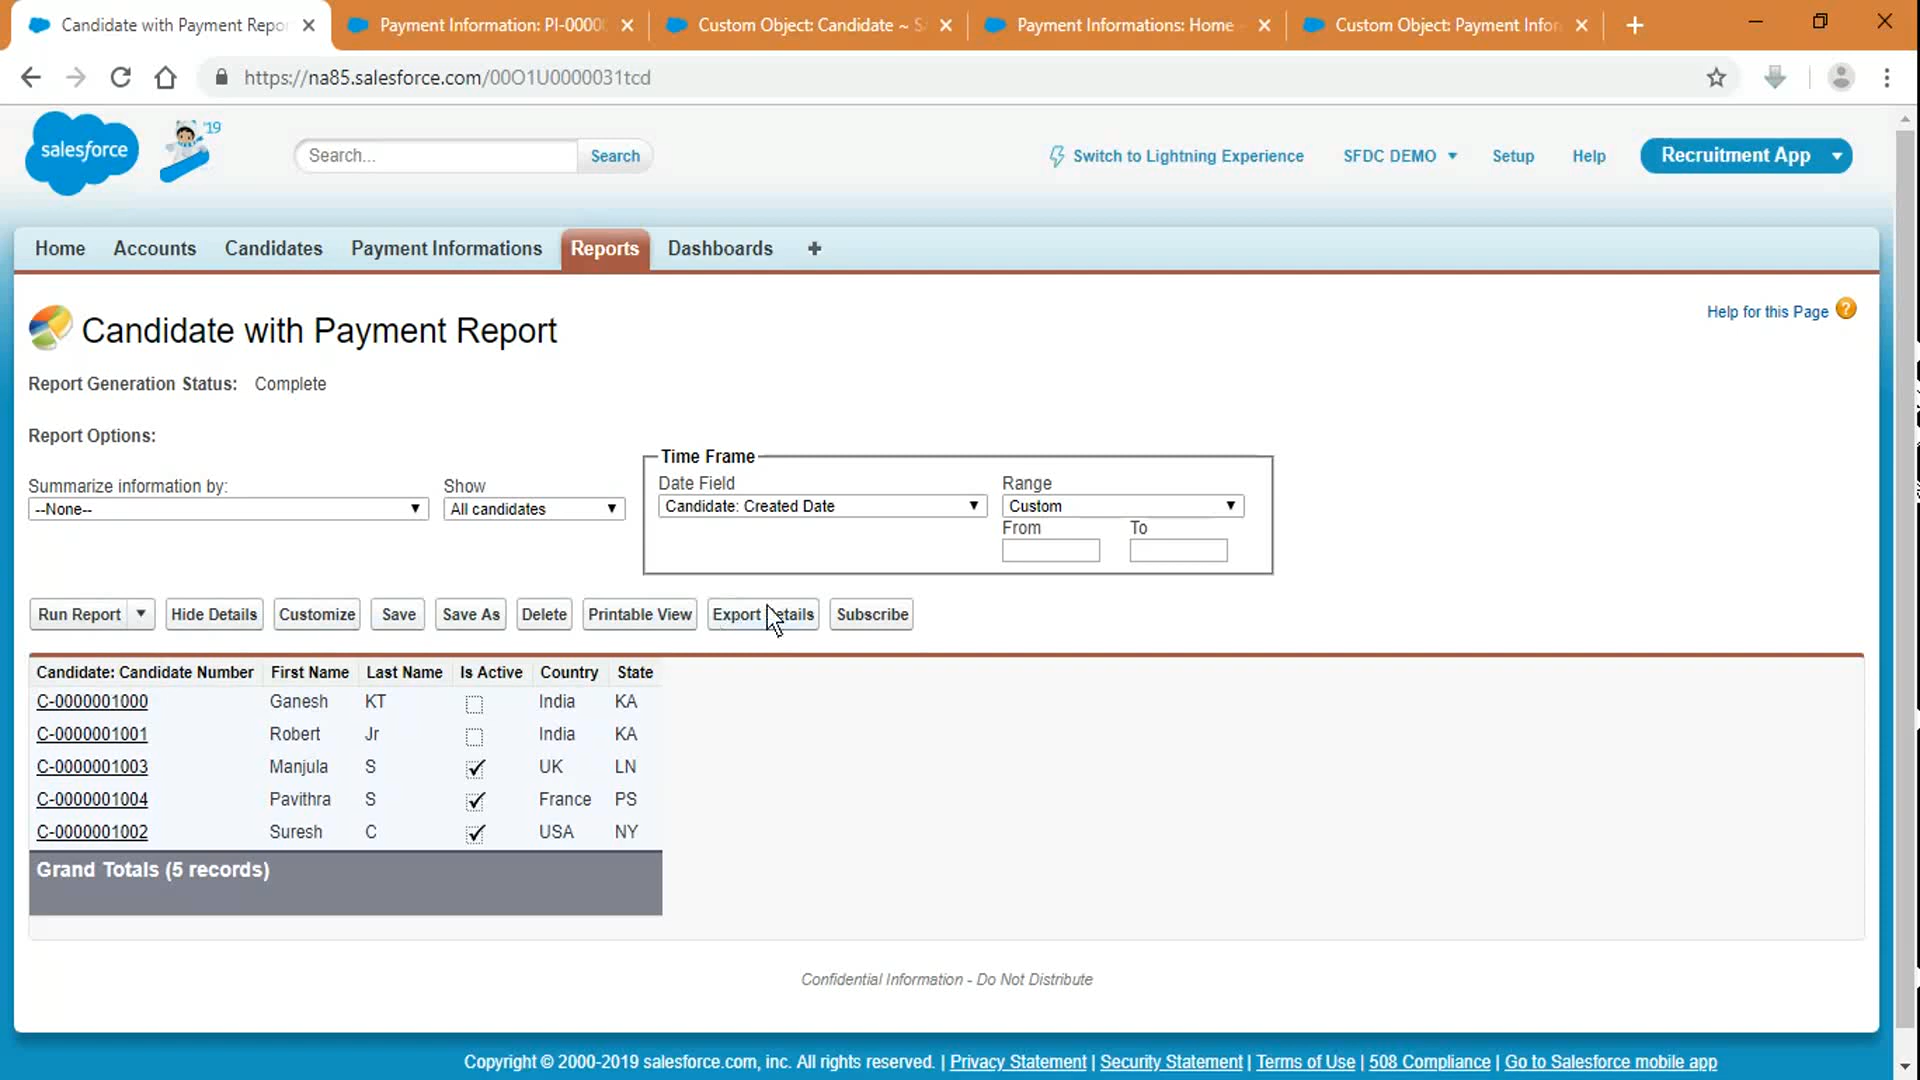 Candidate with Payment Repor
Payment Information: PI-0000
Custom Object: Candidate ~ S
Payment Informations: Home
Custom Object: Payment Infor
https://na85.salesforce.com/00O1U0000031tcd
salesforce
'19
Search...
Search
Switch to Lightning Experience
SFDC DEMO
Setup
Help
Recruitment App
Home
Accounts
Candidates
Payment Informations
Reports
Dashboards
Candidate with Payment Report
Help for this Page
Report Generation Status: Complete
Report Options:
Time Frame
Summarize information by:
--None--
Show
All candidates
Date Field
Candidate: Created Date
Range
Custom
From
To
Run Report
Hide Details
Customize
Save
Save As
Delete
Printable View
Export
Subscribe
Candidate: Candidate Number First Name Last Name Is Active Country State
C-0000001000 Ganesh KT India KA
C-0000001001 Robert Jr India KA
C-0000001003 Manjula S UK LN
C-0000001004 Pavithra S France PS
C-0000001002 Suresh C USA NY
Grand Totals (5 records)
Confidential Information - Do Not Distribute
Copyright © 2000-2019 salesforce.com, inc. All rights reserved. | Privacy Statement | Security Statement | Terms of Use | 508 Compliance | Go to Salesforce mobile app